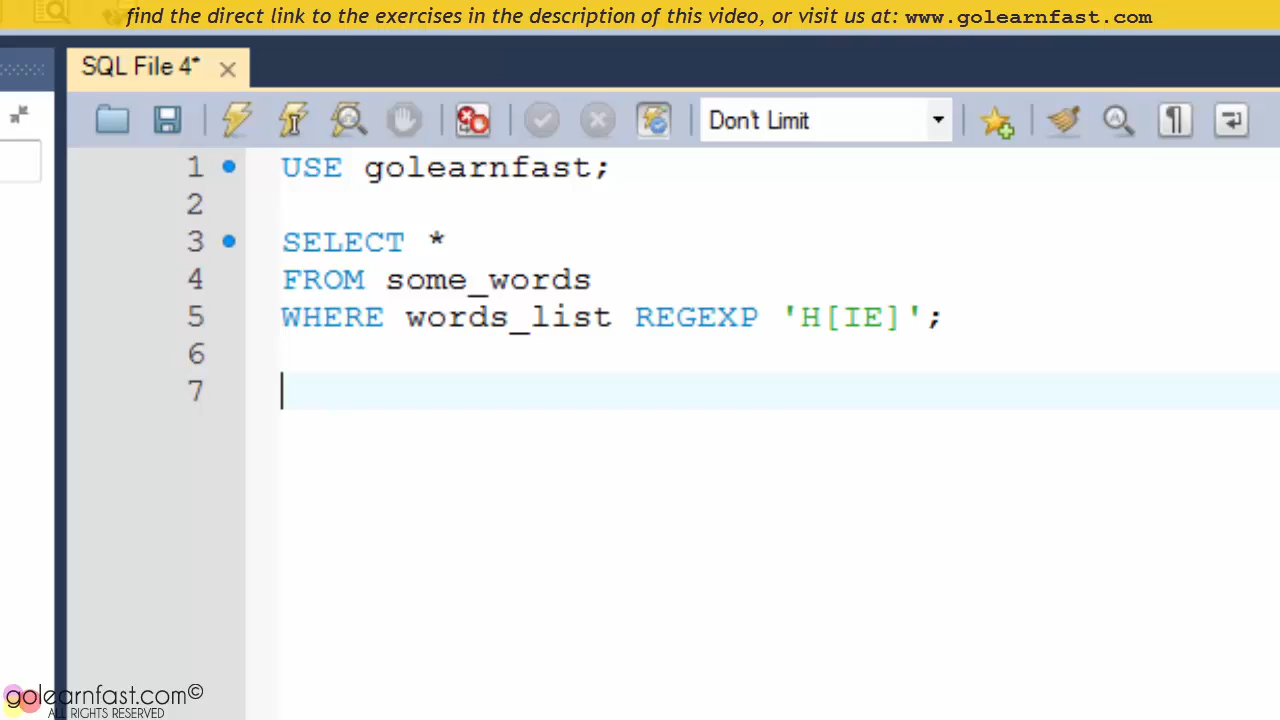 find the direct link to the exercises in the description of this video, or visit us at: www.golearnfast.com
SQL File 4*
Don't Limit
1 USE golearnfast;
2
3 SELECT *
4 FROM some_words
5 WHERE words_list REGEXP 'H[IE]';
6
7
golearnfast.com©
ALL RIGHTS RESERVED